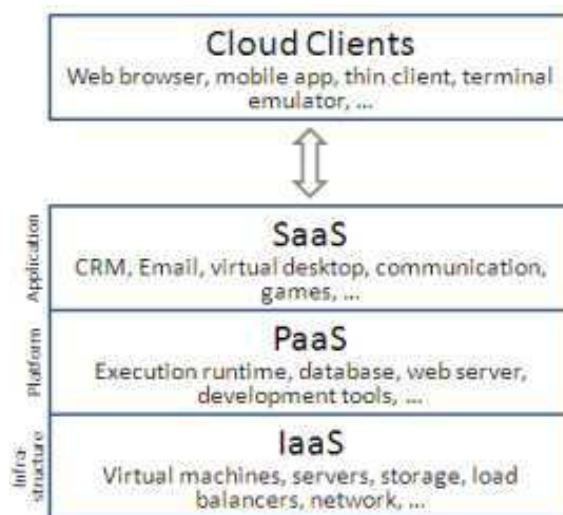 Cloud Clients
Web browser, mobile app, thin client, terminal
emulator, ...
Application
SaaS
CRM, Email, virtual desktop, communication,
games, ...
Platform
PaaS
Execution runtime, database, web server,
development tools, ...
Infra-
structure
IaaS
Virtual machines, servers, storage, load
balancers, network, ...